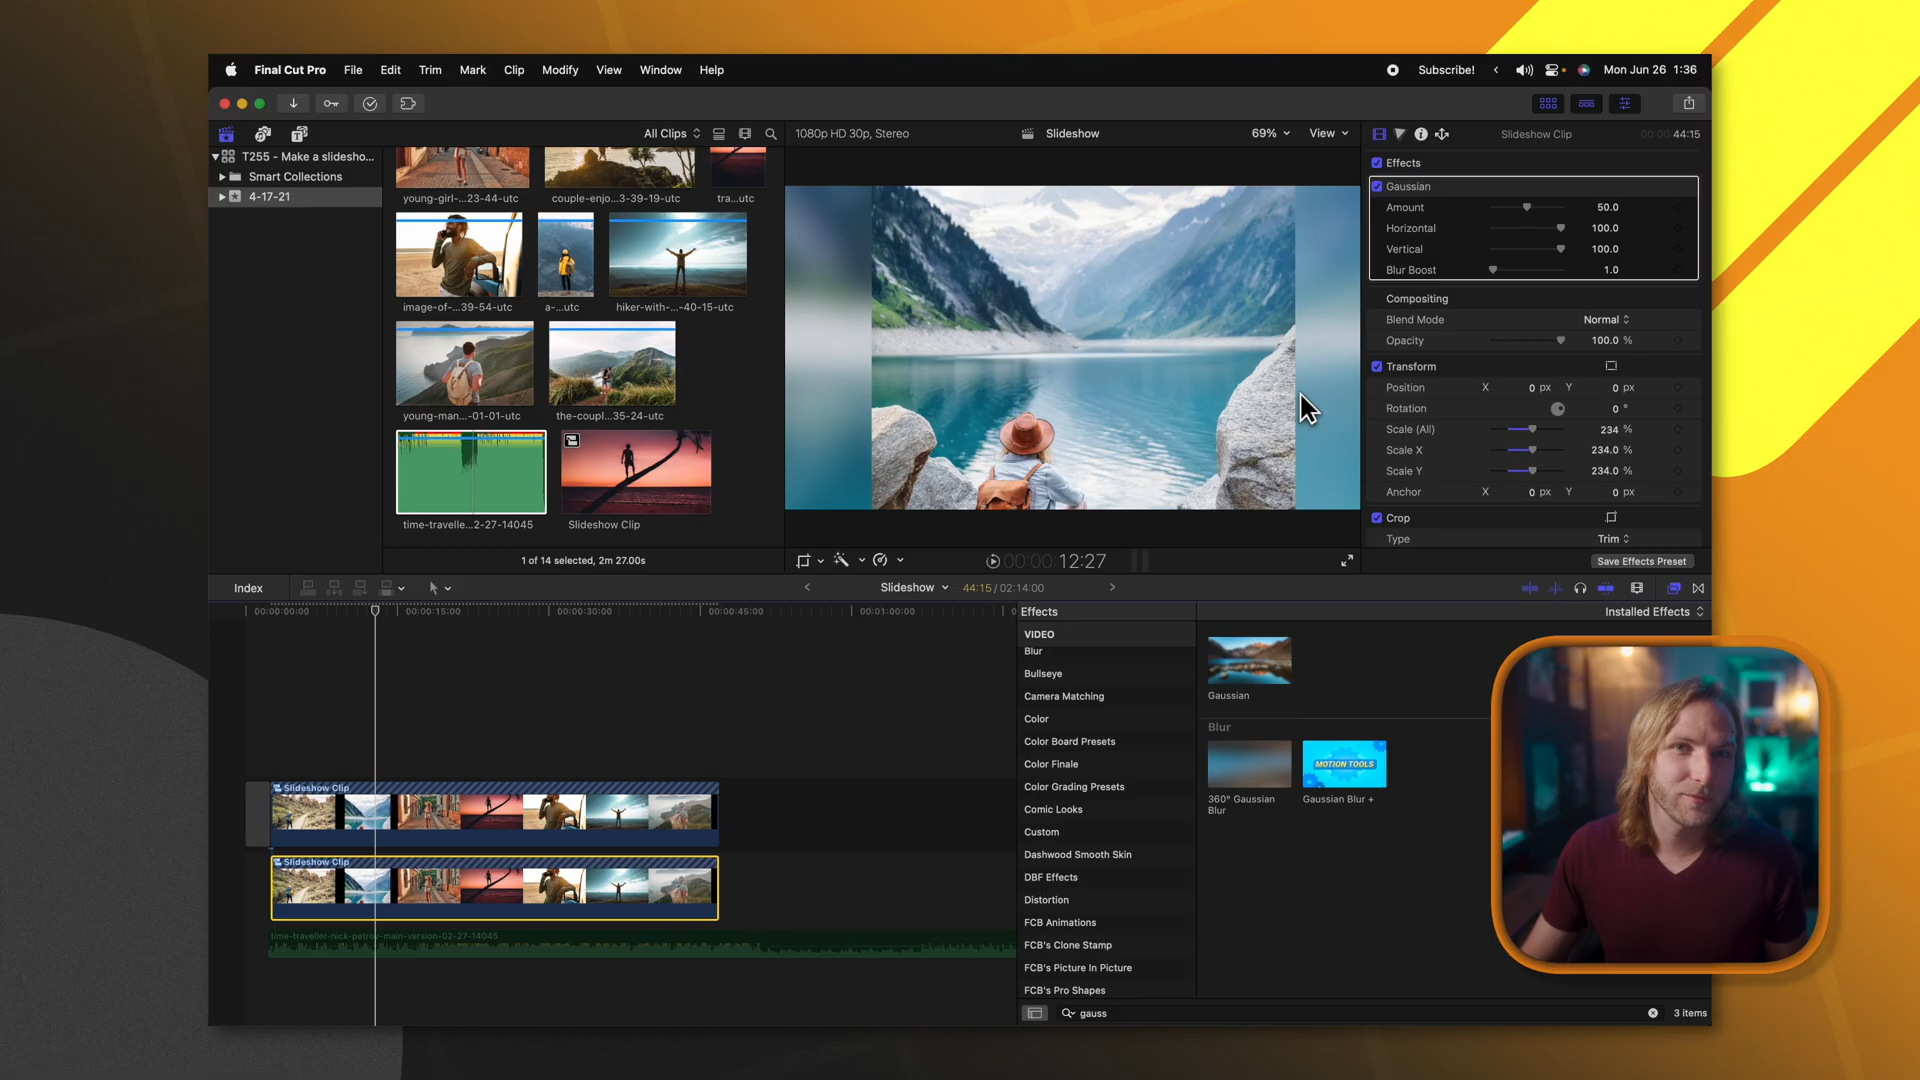 Final Cut Pro File Edit Trim Mark Clip Modify View Window Help
Subscribe! Mon Jun 26 1:36
All Clips
1080p HD 30p, Stereo
Slideshow
69%
View
Slideshow Clip
00:00:44:15
T255 - Make a slidesho...
Smart Collections
4-17-21
young-girl-...23-44-utc
couple-enjo...3-39-19-utc
tra...utc
image-of-...39-54-utc
a-...utc
hiker-with-...-40-15-utc
young-man...-01-01-utc
the-coupl...35-24-utc
time-travelle...2-27-14045
Slideshow Clip
1 of 14 selected, 2m 27.00s
00:00:12:27
Effects
Gaussian
Amount 50.0
Horizontal 100.0
Vertical 100.0
Blur Boost 1.0
Compositing
Blend Mode Normal
Opacity 100.0 %
Transform
Position X 0 px Y 0 px
Rotation 0 °
Scale (All) 234 %
Scale X 234.0 %
Scale Y 234.0 %
Anchor X 0 px Y 0 px
Crop
Type Trim
Save Effects Preset
Index
Slideshow
44:15 / 02:14:00
00:00:00:00
00:00:15:00
00:00:30:00
00:00:45:00
00:01:00:00
Slideshow Clip
Slideshow Clip
time-traveller-nick-petrov-main-version-02-27-14045
Effects
Installed Effects
VIDEO
Blur
Bullseye
Camera Matching
Color
Color Board Presets
Color Finale
Color Grading Presets
Comic Looks
Custom
Dashwood Smooth Skin
DBF Effects
Distortion
FCB Animations
FCB's Clone Stamp
FCB's Picture In Picture
FCB's Pro Shapes
Gaussian
Blur
MOTION TOOLS
360° Gaussian
Blur
Gaussian Blur +
gauss
3 items